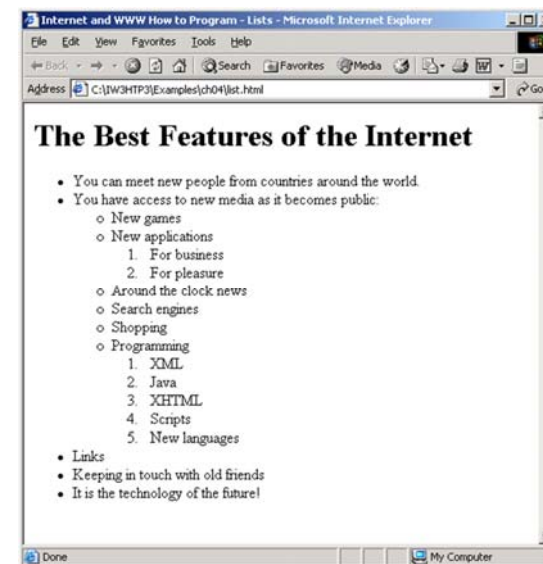 Internet and WWW How to Program - Lists - Microsoft Internet Explorer
File Edit View Favorites Tools Help
Back Search Favorites Media
Address C:\IW3HTP3\Examples\ch04\list.html Go
The Best Features of the Internet
• You can meet new people from countries around the world.
• You have access to new media as it becomes public:
o New games
o New applications
1. For business
2. For pleasure
o Around the clock news
o Search engines
o Shopping
o Programming
1. XML
2. Java
3. XHTML
4. Scripts
5. New languages
• Links
• Keeping in touch with old friends
• It is the technology of the future!
Done My Computer